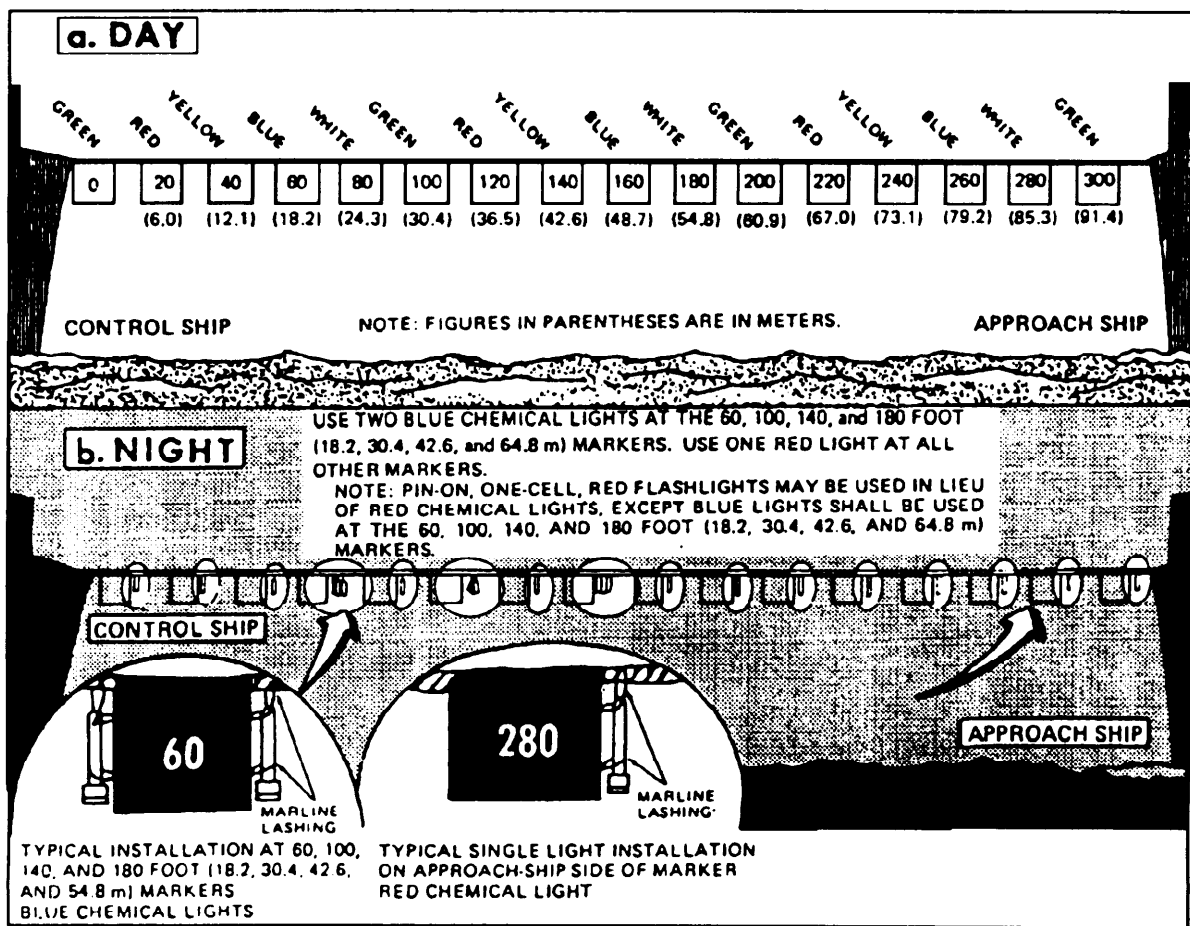 a. DAY
GREEN RED YELLOW BLUE WHITE GREEN RED YELLOW BLUE WHITE GREEN RED YELLOW BLUE WHITE GREEN
0 20 40 60 80 100 120 140 160 180 200 220 240 260 280 300
(6.0) (12.1) (18.2) (24.3) (30.4) (36.5) (42.6) (48.7) (54.8) (60.9) (67.0) (73.1) (79.2) (85.3) (91.4)
CONTROL SHIP NOTE: FIGURES IN PARENTHESES ARE IN METERS. APPROACH SHIP
b. NIGHT
USE TWO BLUE CHEMICAL LIGHTS AT THE 60, 100, 140, and 180 FOOT
(18.2, 30.4, 42.6, and 64.8 m) MARKERS. USE ONE RED LIGHT AT ALL
OTHER MARKERS.
NOTE: PIN-ON, ONE-CELL, RED FLASHLIGHTS MAY BE USED IN LIEU
OF RED CHEMICAL LIGHTS, EXCEPT BLUE LIGHTS SHALL BE USED
AT THE 60, 100, 140, AND 180 FOOT (18.2, 30.4, 42.6, AND 64.8 m)
MARKERS.
CONTROL SHIP
APPROACH SHIP
60
MARLINE
LASHING
280
MARLINE
LASHING
TYPICAL INSTALLATION AT 60, 100,
140, AND 180 FOOT (18.2, 30.4, 42.6,
AND 54.8 m) MARKERS
BLUE CHEMICAL LIGHTS
TYPICAL SINGLE LIGHT INSTALLATION
ON APPROACH-SHIP SIDE OF MARKER
RED CHEMICAL LIGHT